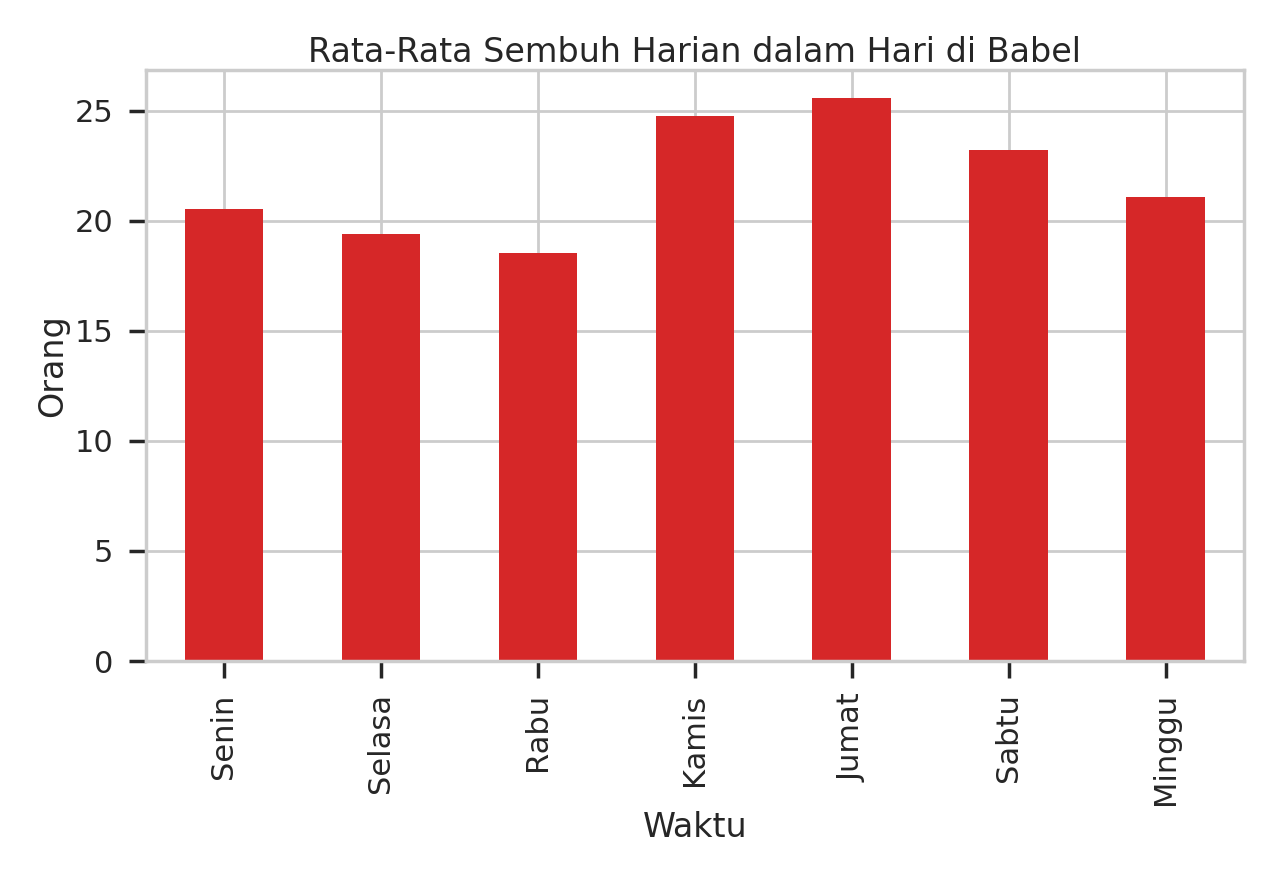 Rata-Rata Sembuh Harian dalam Hari di Babel
25
20
15
10
5
0
Orang
Senin
Selasa
Rabu
Kamis
Jumat
Sabtu
Minggu
Waktu